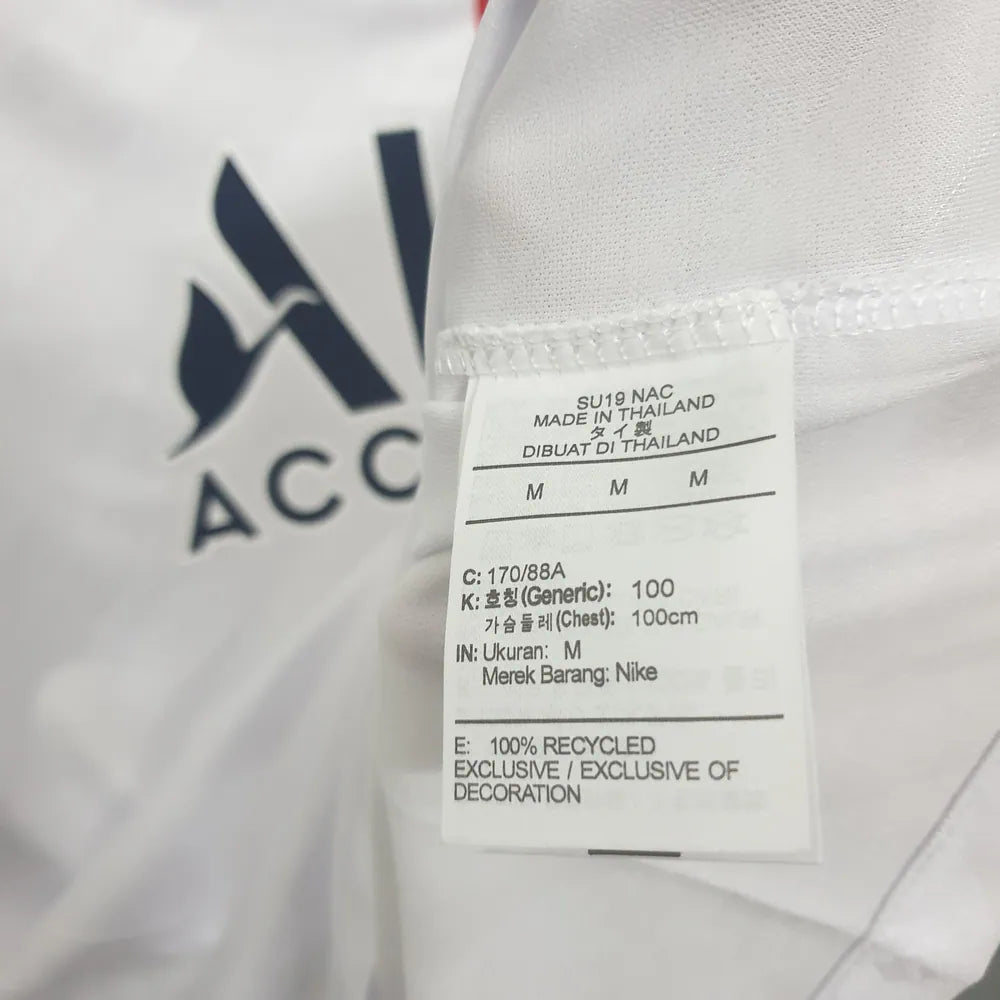 ACC
SU19 NAC
MADE IN THAILAND
タイ製
DIBUAT DI THAILAND
M M M
C: 170/88A
K: 호칭(Generic): 100
가슴둘레(Chest): 100cm
IN: Ukuran: M
Merek Barang: Nike
E: 100% RECYCLED
EXCLUSIVE / EXCLUSIVE OF
DECORATION